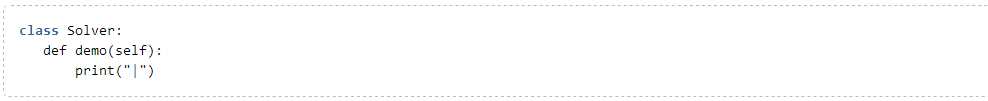 class Solver:
   def demo(self):
       print("|")